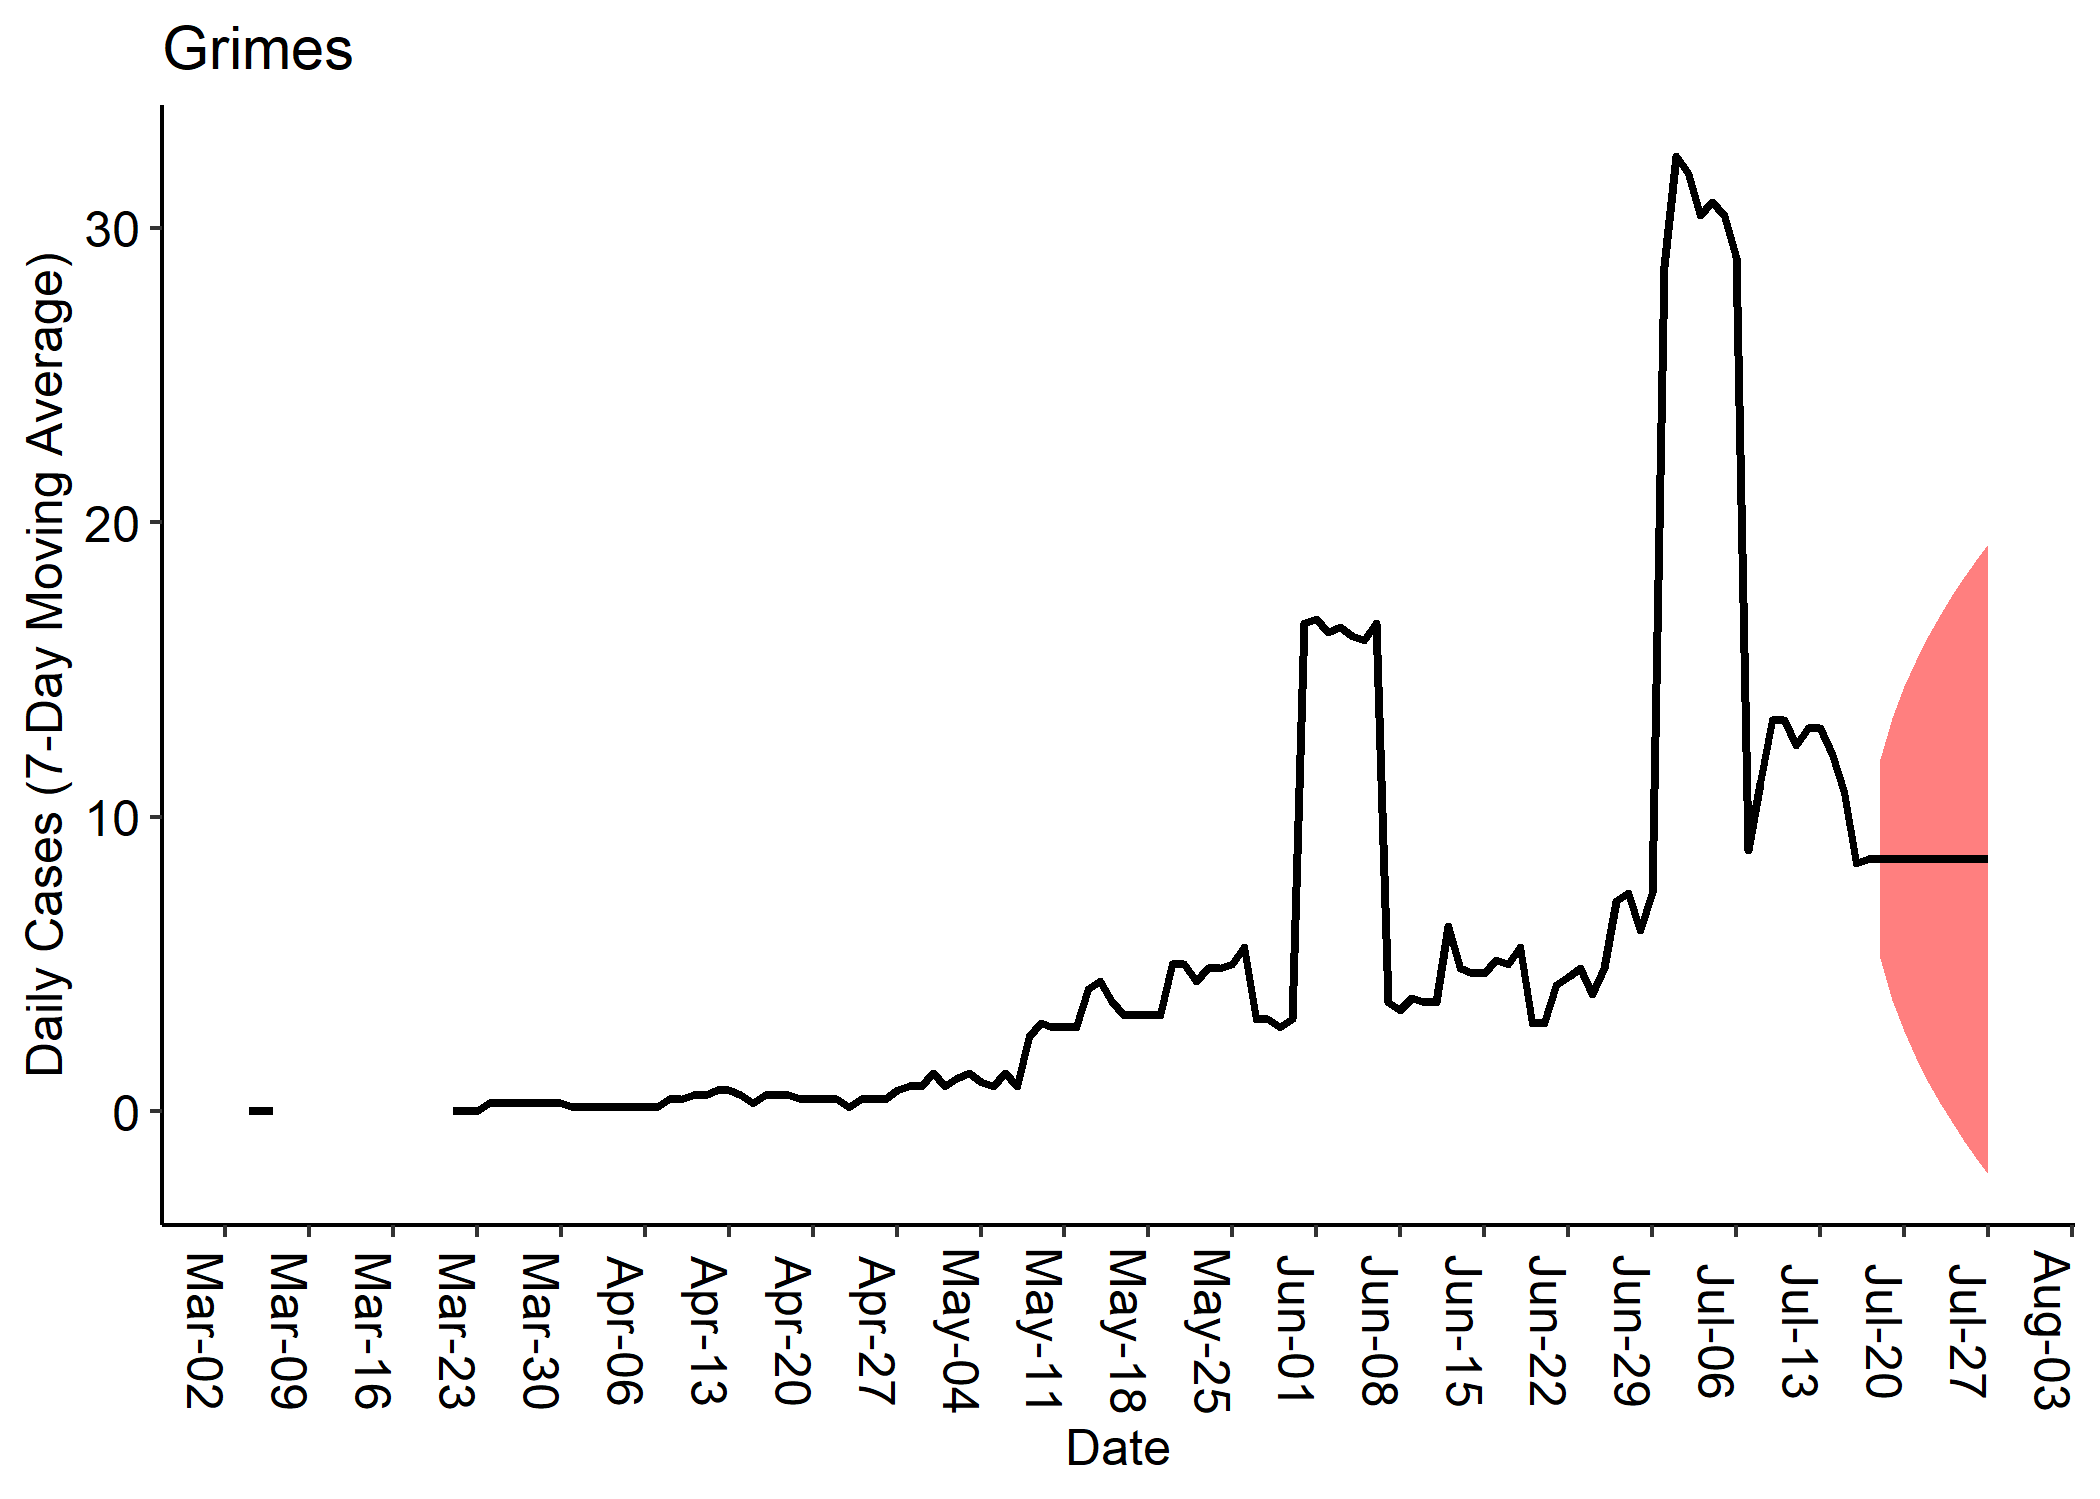 Grimes
Daily Cases (7-Day Moving Average)
30
20
10
0
Mar-02
Mar-09
Mar-16
Mar-23
Mar-30
Apr-06
Apr-13
Apr-20
Apr-27
May-04
May-11
May-18
May-25
Jun-01
Jun-08
Jun-15
Jun-22
Jun-29
Jul-06
Jul-13
Jul-20
Jul-27
Aug-03
Date